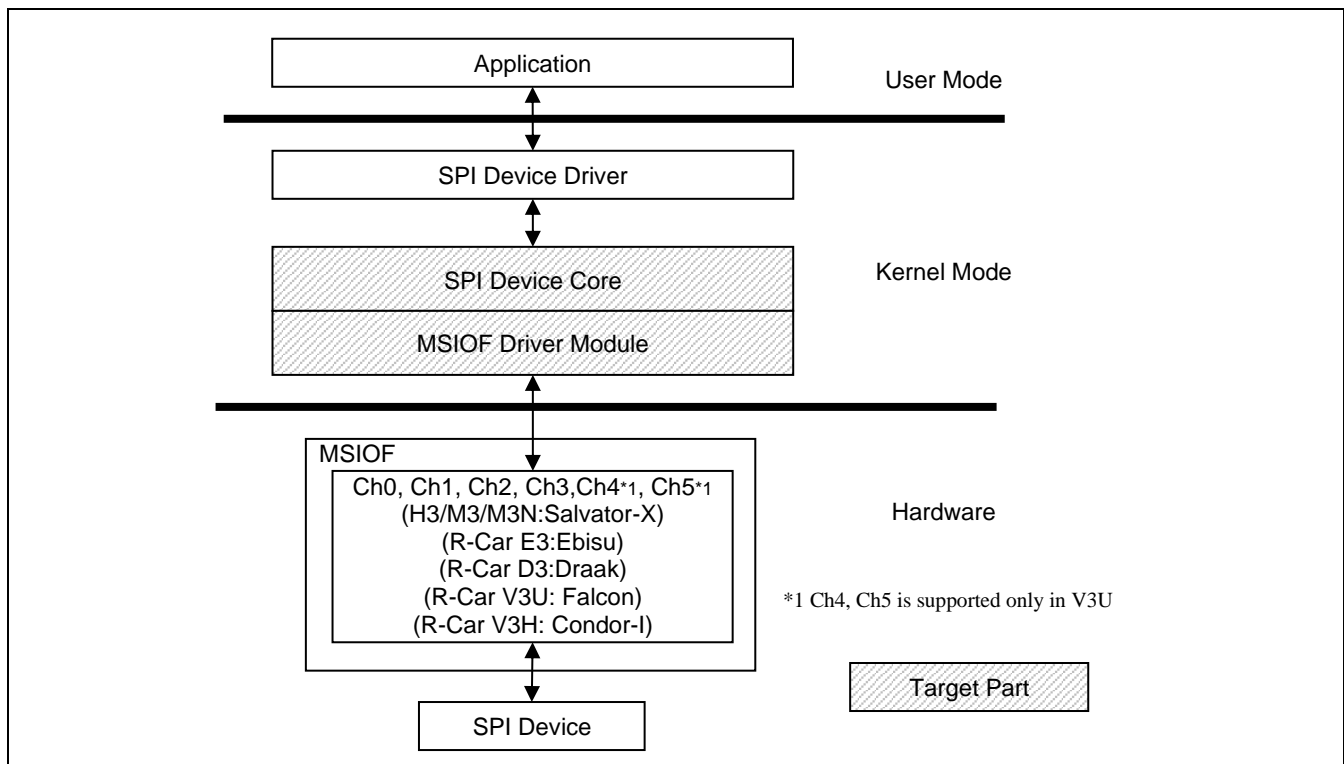 Application
User Mode
SPI Device Driver
SPI Device Core
Kernel Mode
MSIOF Driver Module
MSIOF
Ch0, Ch1, Ch2, Ch3,Ch4*1, Ch5*1
(H3/M3/M3N:Salvator-X)
(R-Car E3:Ebisu)
(R-Car D3:Draak)
(R-Car V3U: Falcon)
(R-Car V3H: Condor-I)
Hardware
*1 Ch4, Ch5 is supported only in V3U
Target Part
SPI Device